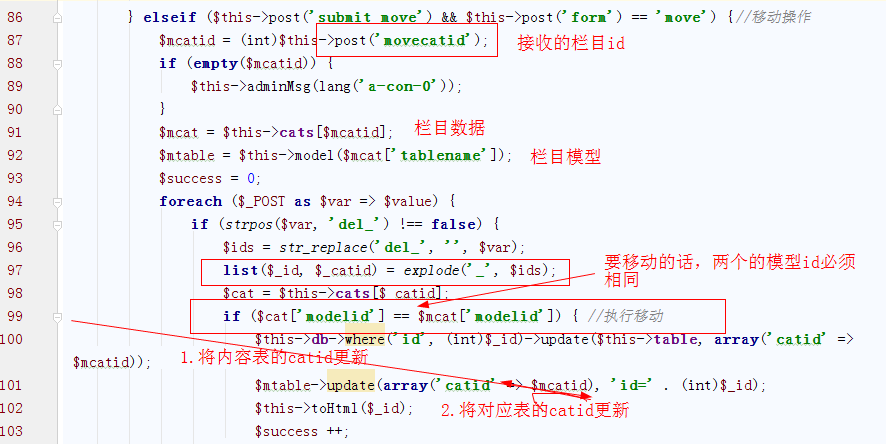 86 } elseif ($this->post('submit_move') && $this->post('form') == 'move') {//移动操作
87 $mcatid = (int)$this->post('movecatid'); 接收的栏目id
88 if (empty($mcatid)) {
89 $this->adminMsg(lang('a-con-0'));
90 }
91 $mcat = $this->cats[$mcatid]; 栏目数据
92 $mtable = $this->model($mcat['tablename']); 栏目模型
93 $success = 0;
94 foreach ($_POST as $var => $value) {
95 if (strpos($var, 'del_') !== false) {
96 $ids = str_replace('del_', '', $var);
要移动的话，两个的模型id必须
相同
97 list($_id, $_catid) = explode('_', $ids);
98 $cat = $this->cats[$_catid];
99 if ($cat['modelid'] == $mcat['modelid']) { //执行移动
100 $this->db->where('id', (int)$_id)->update($this->table, array('catid' =>
$mcatid));
1.将内容表的catid更新
101 $mtable->update(array('catid' => $mcatid), 'id=' . (int)$_id);
102 $this->toHtml($_id);
2.将对应表的catid更新
103 $success ++;